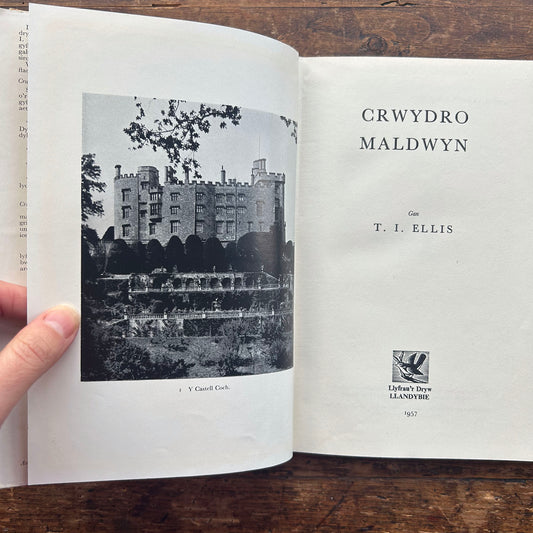 1 Y Castell Coch.
CRWYDRO
MALDWYN
Gan
T. I. ELLIS
Llyfrau'r Dryw
LLANDYBIE
1957